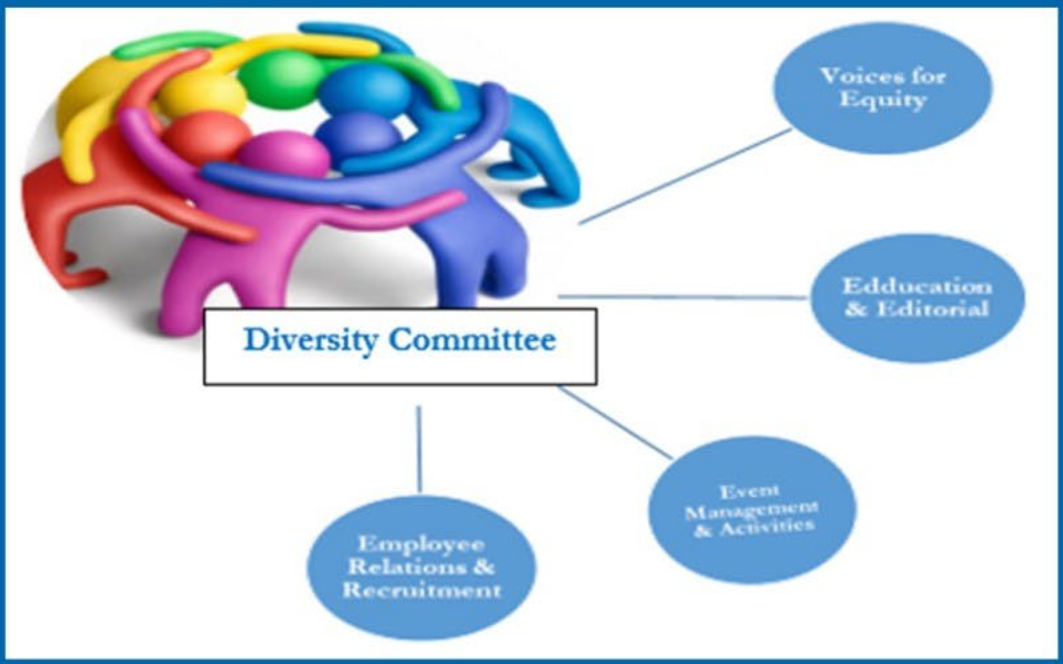 Voices for
Equity
Edducation
& Editorial
Diversity Committee
Event
Management
& Activities
Employee
Relations &
Recruitment